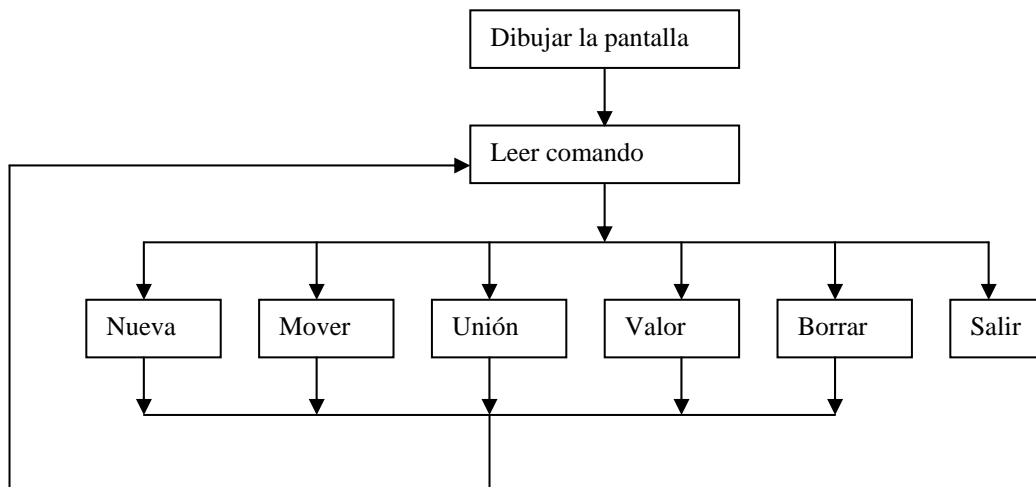 Dibujar la pantalla
Leer comando
Nueva
Mover
Unión
Valor
Borrar
Salir